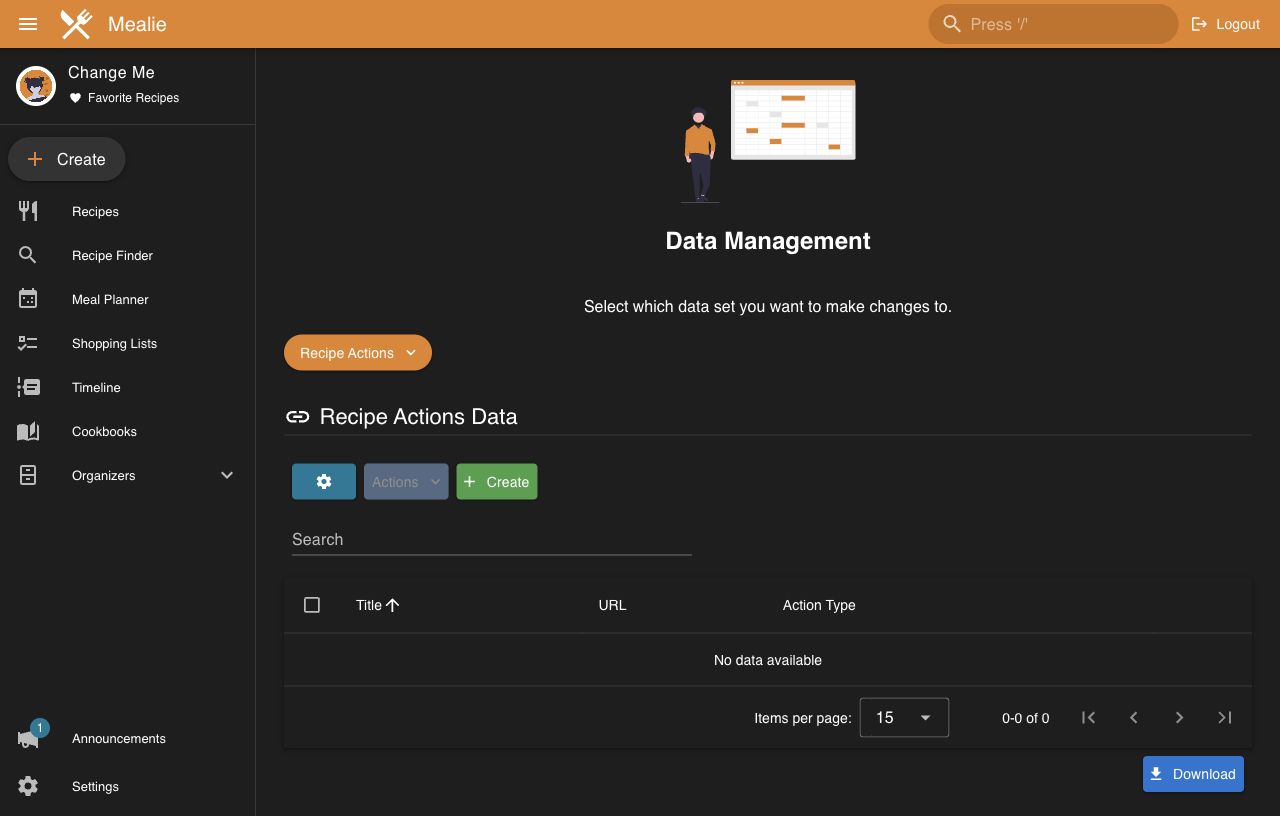 Mealie
Press '/'
Logout
Change Me
Favorite Recipes
Create
Recipes
Recipe Finder
Meal Planner
Shopping Lists
Timeline
Cookbooks
Organizers
1
Announcements
Settings
Data Management
Select which data set you want to make changes to.
Recipe Actions
Recipe Actions Data
Actions
Create
Search
Title URL Action Type
No data available
Items per page: 15 0-0 of 0
Download